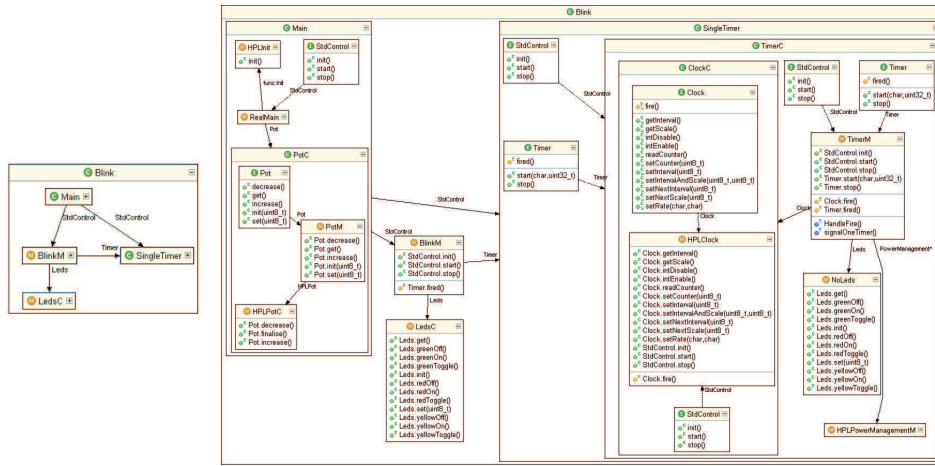 Blink
Main
StdControl
StdControl
BlinkM
Timer
SingleTimer
Leds
LedsC
Blink
Main
HPLInit
init()
StdControl
init()
start()
stop()
func:init
StdControl
RealMain
Pot
PotC
Pot
decrease()
get()
increase()
init(uint8_t)
set(uint8_t)
Pot
PotM
Pot.decrease()
Pot.get()
Pot.increase()
Pot.init(uint8_t)
Pot.set(uint8_t)
HPLPot
HPLPotC
Pot.decrease()
Pot.finalise()
Pot.increase()
StdControl
StdControl
BlinkM
StdControl.init()
StdControl.start()
StdControl.stop()
Timer.fired()
Timer
Leds
LedsC
Leds.get()
Leds.greenOff()
Leds.greenOn()
Leds.greenToggle()
Leds.init()
Leds.redOff()
Leds.redOn()
Leds.redToggle()
Leds.set(uint8_t)
Leds.yellowOff()
Leds.yellowOn()
Leds.yellowToggle()
SingleTimer
StdControl
init()
start()
stop()
StdControl
Timer
fired()
start(char,uint32_t)
stop()
Timer
TimerC
ClockC
Clock
fire()
getInterval()
getScale()
intDisable()
intEnable()
readCounter()
setCounter(uint8_t)
setInterval(uint8_t)
setIntervalAndScale(uint8_t,uint8_t)
setNextInterval(uint8_t)
setNextScale(uint8_t)
setRate(char,char)
Clock
HPLClock
Clock.getInterval()
Clock.getScale()
Clock.intDisable()
Clock.intEnable()
Clock.readCounter()
Clock.setCounter(uint8_t)
Clock.setInterval(uint8_t)
Clock.setIntervalAndScale(uint8_t,uint8_t)
Clock.setNextInterval(uint8_t)
Clock.setNextScale(uint8_t)
Clock.setRate(char,char)
StdControl.init()
StdControl.start()
StdControl.stop()
Clock.fire()
StdControl
StdControl
init()
start()
stop()
StdControl
init()
start()
stop()
StdControl
Timer
fired()
start(char,uint32_t)
stop()
Timer
TimerM
StdControl.init()
StdControl.start()
StdControl.stop()
Timer.start(char,uint32_t)
Timer.stop()
Clock.fire()
Timer.fired()
HandleFire()
signalOneTimer()
Clock
Leds
PowerManagement*
NoLeds
Leds.get()
Leds.greenOff()
Leds.greenOn()
Leds.greenToggle()
Leds.init()
Leds.redOff()
Leds.redOn()
Leds.redToggle()
Leds.set(uint8_t)
Leds.yellowOff()
Leds.yellowOn()
Leds.yellowToggle()
HPLPowerManagementM